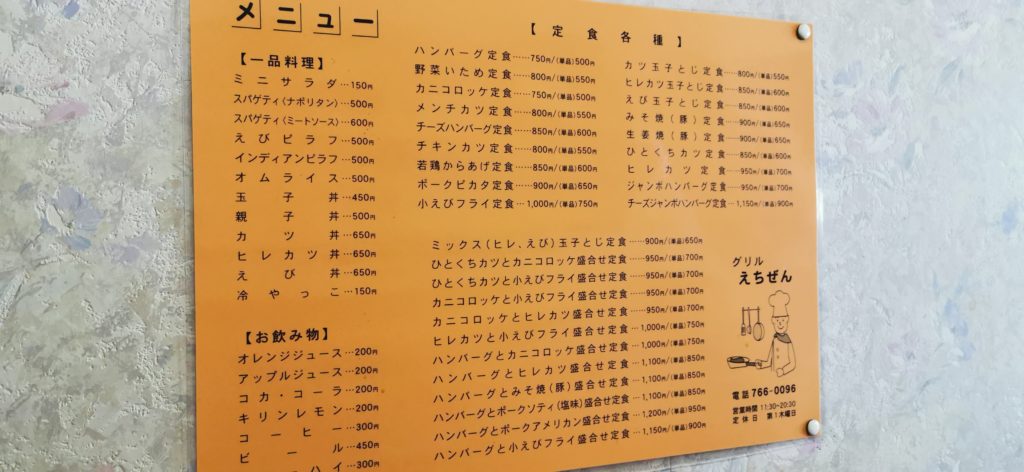 メニュー
【一品料理】
ミニサラダ…150円
スパゲティ(ナポリタン)…500円
スパゲティ(ミートソース)…600円
えびピラフ…500円
インディアンピラフ…500円
オムライス…500円
玉子丼…450円
親子丼…500円
カツ丼…650円
ヒレカツ丼…650円
えび丼…650円
冷やっこ…150円
【お飲み物】
オレンジジュース…200円
アップルジュース…200円
コカ・コーラ…200円
キリンレモン…200円
コーヒー…300円
ビール…450円
ハイ…300円
【定食各種】
ハンバーグ定食……750円/(単品)500円
野菜いため定食……800円/(単品)550円
カニコロッケ定食……750円/(単品)500円
メンチカツ定食……800円/(単品)550円
チーズハンバーグ定食……850円/(単品)600円
チキンカツ定食……800円/(単品)550円
若鶏からあげ定食……850円/(単品)600円
ポークピカタ定食……900円/(単品)650円
小えびフライ定食…1,000円/(単品)750円
カツ玉子とじ定食……800円/(単品)550円
ヒレカツ玉子とじ定食……850円/(単品)600円
えび玉子とじ定食……850円/(単品)600円
みそ焼(豚)定食……900円/(単品)650円
生姜焼(豚)定食……900円/(単品)650円
ひとくちカツ定食……850円/(単品)600円
ヒレカツ定食……950円/(単品)700円
ジャンボハンバーグ定食……950円/(単品)700円
チーズジャンボハンバーグ定食…1,150円/(単品)900円
ミックス(ヒレ、えび)玉子とじ定食……900円/(単品)650円
ひとくちカツとカニコロッケ盛合せ定食……950円/(単品)700円
ひとくちカツと小えびフライ盛合せ定食……950円/(単品)700円
カニコロッケと小えびフライ盛合せ定食……950円/(単品)700円
カニコロッケとヒレカツ盛合せ定食……950円/(単品)700円
ヒレカツと小えびフライ盛合せ定食…1,000円/(単品)750円
ハンバーグとカニコロッケ盛合せ定食…1,000円/(単品)750円
ハンバーグとヒレカツ盛合せ定食…1,100円/(単品)850円
ハンバーグとみそ焼(豚)盛合せ定食…1,100円/(単品)850円
ハンバーグとポークソティ(塩味)盛合せ定食…1,100円/(単品)850円
ハンバーグとポークアメリカン盛合せ定食…1,200円/(単品)950円
ハンバーグと小えびフライ盛合せ定食…1,150円/(単品)900円
グリル
えちぜん
電話 766-0096
営業時間 11:30~20:30
定休日 第1木曜日